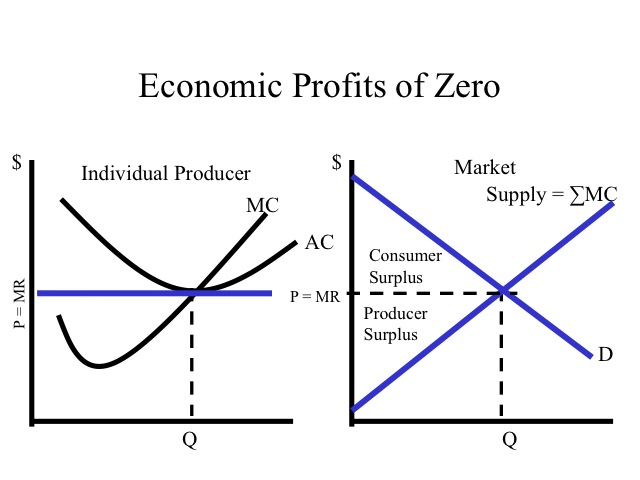 Economic Profits of Zero
$
Individual Producer
MC
AC
P = MR
Q
$
Market
Supply = ∑MC
Consumer
Surplus
P = MR
Producer
Surplus
D
Q